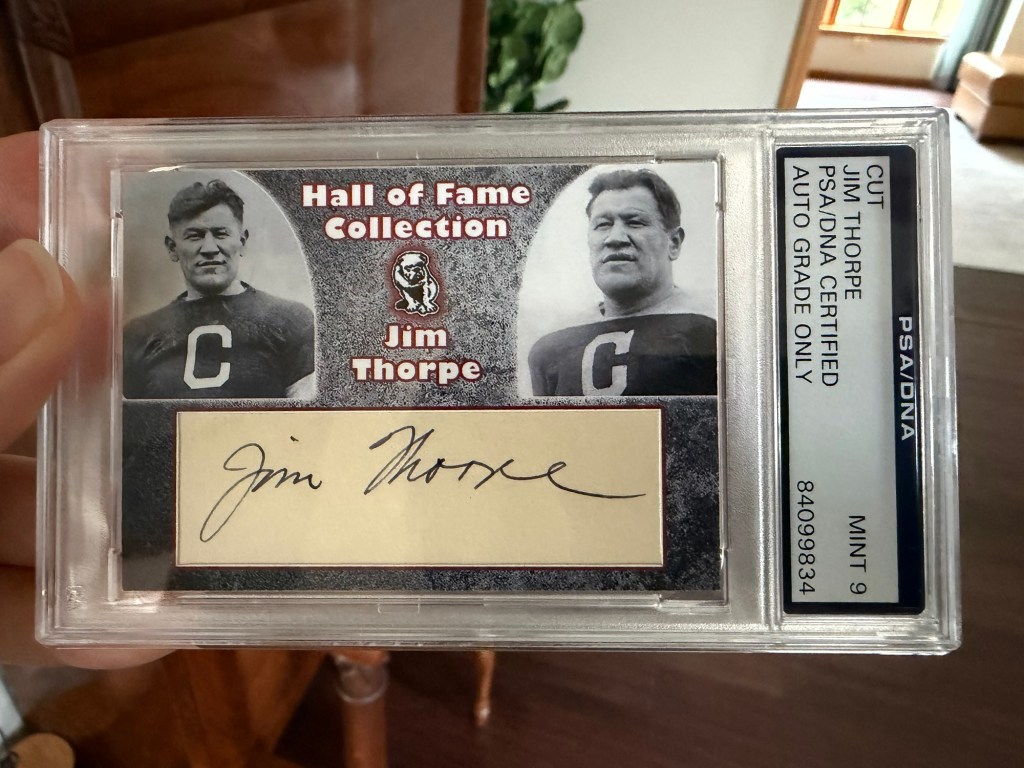 Hall of Fame
Collection
Jim
Thorpe
C
C
Jim Thorpe
PSA/DNA
CUT
JIM THORPE
PSA/DNA CERTIFIED
AUTO GRADE ONLY
MINT 9
84099834